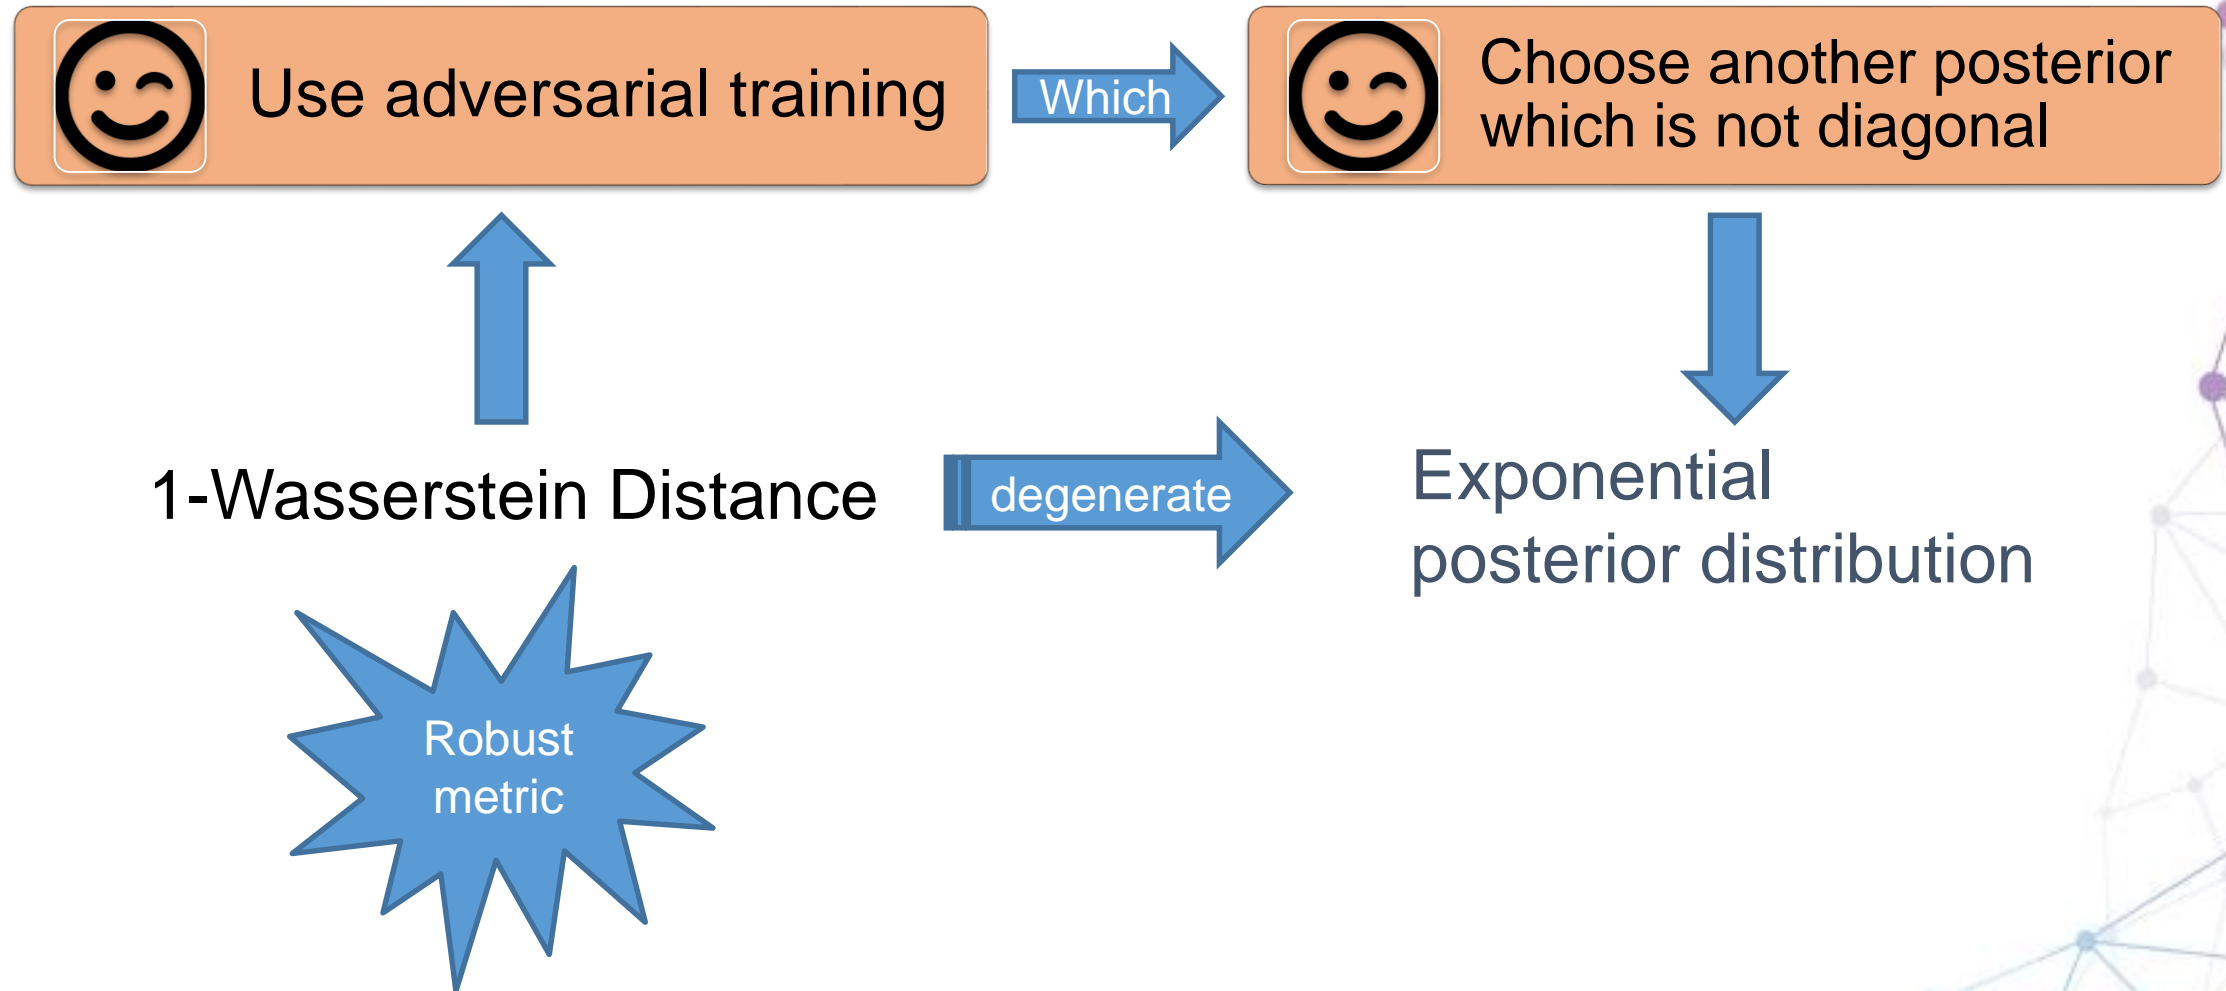 Use adversarial training
Which
Choose another posterior
which is not diagonal
1-Wasserstein Distance
degenerate
Exponential
posterior distribution
Robust
metric